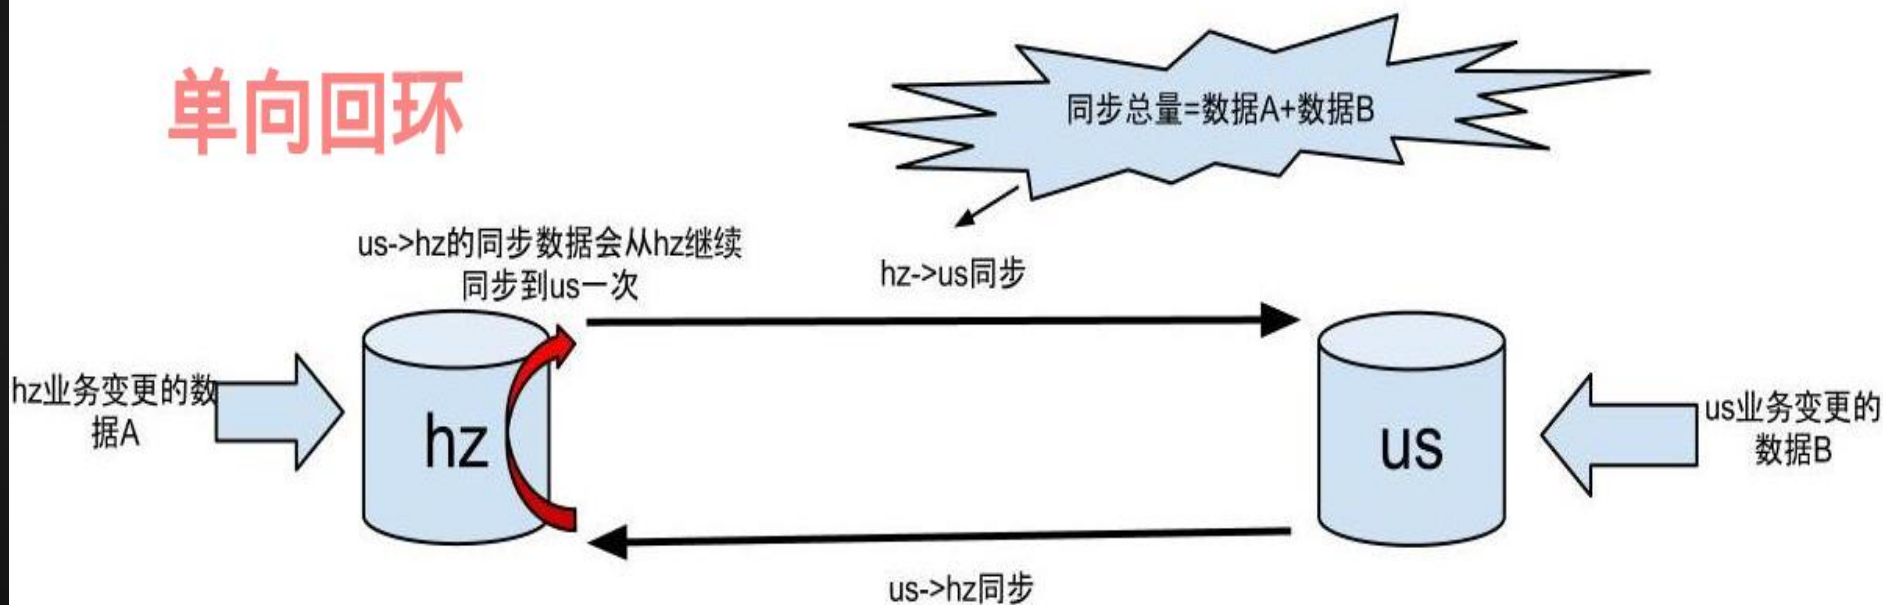 单向回环
同步总量=数据A+数据B
us->hz的同步数据会从hz继续
同步到us一次
hz->us同步
hz业务变更的数
据A
hz
us
us业务变更的
数据B
us->hz同步